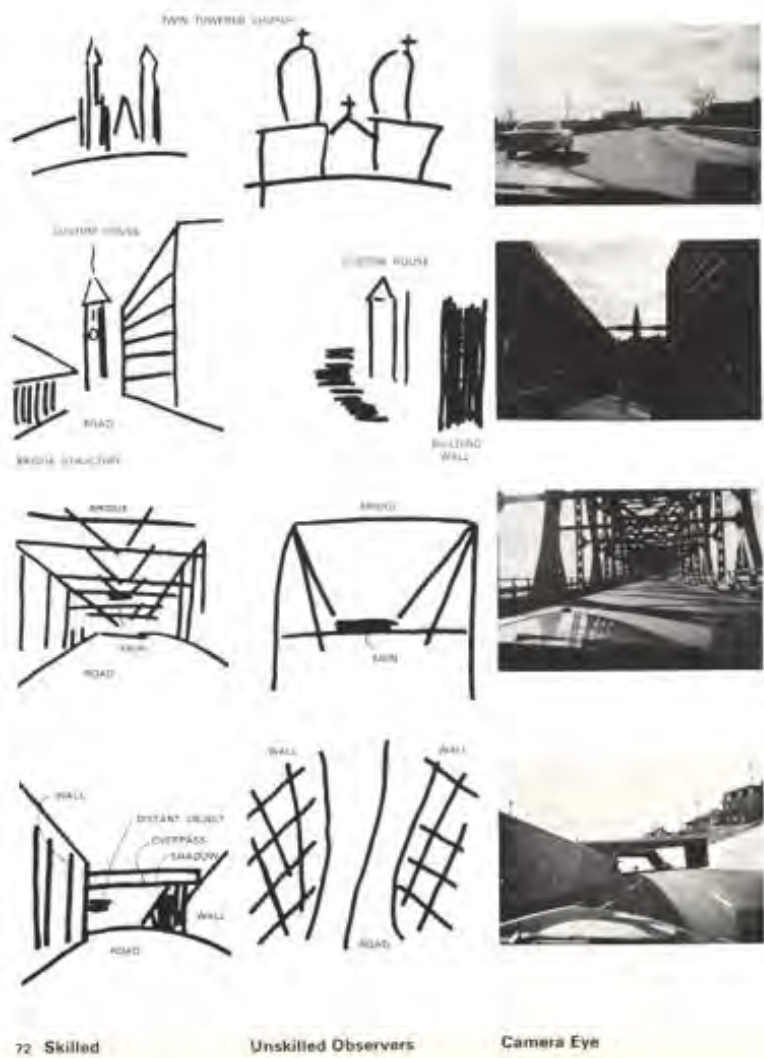 TWIN TOWERED CHURCH
CUSTOM HOUSE
CUSTOM HOUSE
ROAD
BUILDING
WALL
BRIDGE STRUCTURE
BRIDGE
BRIDGE
SIGN
SIGN
ROAD
WALL
WALL
WALL
DISTANT OBJECT
OVERPASS
SHADOW
WALL
ROAD
ROAD
72 Skilled
Unskilled Observers
Camera Eye